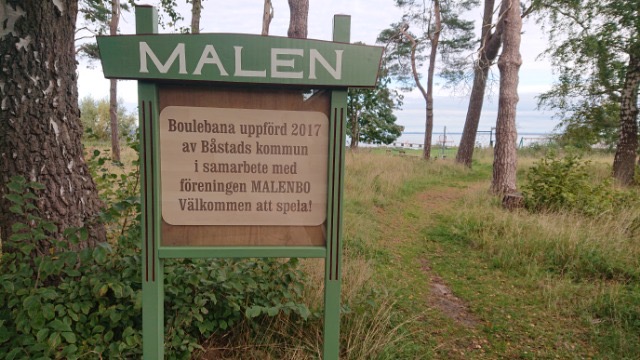 MALEN
Boulebana uppförd 2017
av Båstads kommun
i samarbete med
föreningen MALENBO
Välkommen att spela!